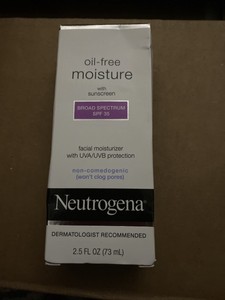 oil-free
moisture
with
sunscreen
BROAD SPECTRUM
SPF 35
facial moisturizer
with UVA/UVB protection
non-comedogenic
(won't clog pores)
Neutrogena
DERMATOLOGIST RECOMMENDED
2.5 FL OZ (73 mL)